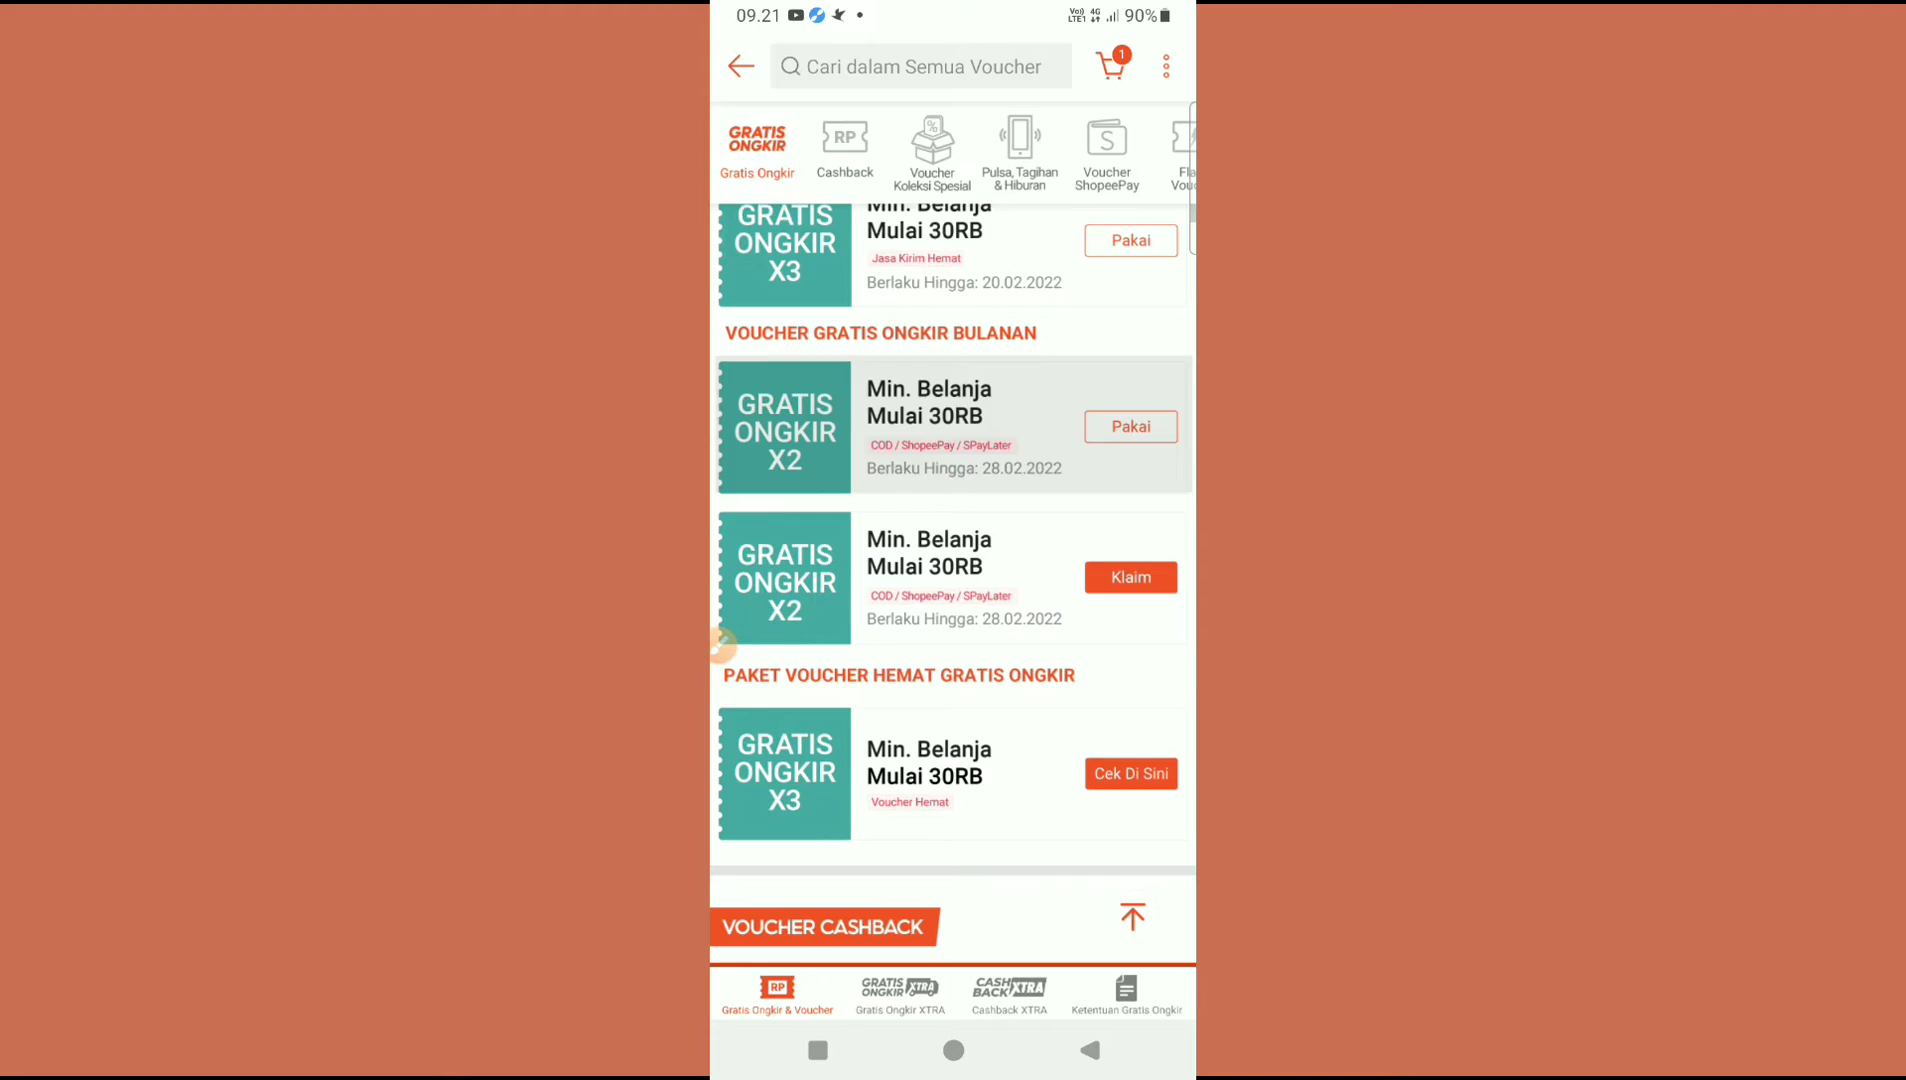 09.21
Vo))
LTE1
4G
90%
Cari dalam Semua Voucher
1
GRATIS
ONGKIR
Gratis Ongkir
RP
Cashback
%
Voucher
Koleksi Spesial
Pulsa, Tagihan
& Hiburan
S
Voucher
ShopeePay
GRATIS
ONGKIR
X3
Min. Belanja
Mulai 30RB
Jasa Kirim Hemat
Berlaku Hingga: 20.02.2022
Pakai
VOUCHER GRATIS ONGKIR BULANAN
GRATIS
ONGKIR
X2
Min. Belanja
Mulai 30RB
COD / ShopeePay / SPayLater
Berlaku Hingga: 28.02.2022
Pakai
GRATIS
ONGKIR
X2
Min. Belanja
Mulai 30RB
COD / ShopeePay / SPayLater
Berlaku Hingga: 28.02.2022
Klaim
PAKET VOUCHER HEMAT GRATIS ONGKIR
GRATIS
ONGKIR
X3
Min. Belanja
Mulai 30RB
Voucher Hemat
Cek Di Sini
VOUCHER CASHBACK
RP
Gratis Ongkir & Voucher
GRATIS
ONGKIR XTRA
Gratis Ongkir XTRA
CASH
BACK XTRA
Cashback XTRA
Ketentuan Gratis Ongkir